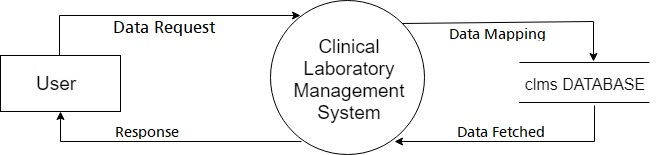 Data Request
Clinical
Laboratory
Management
System
Data Mapping
User
clms DATABASE
Response
Data Fetched